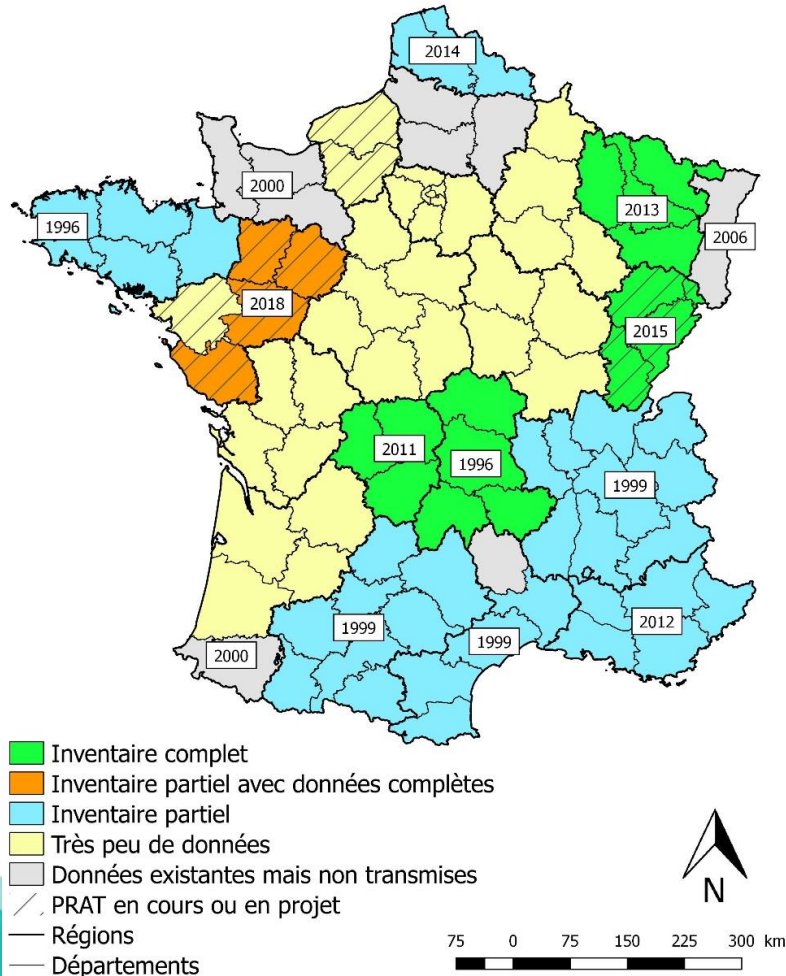 2014
2000
1996
2013
2006
2018
2015
2011
1996
1999
1999
1999
2012
2000
Inventaire complet
Inventaire partiel avec données complètes
Inventaire partiel
Très peu de données
Données existantes mais non transmises
PRAT en cours ou en projet
Régions
Départements
N
75 0 75 150 225 300 km